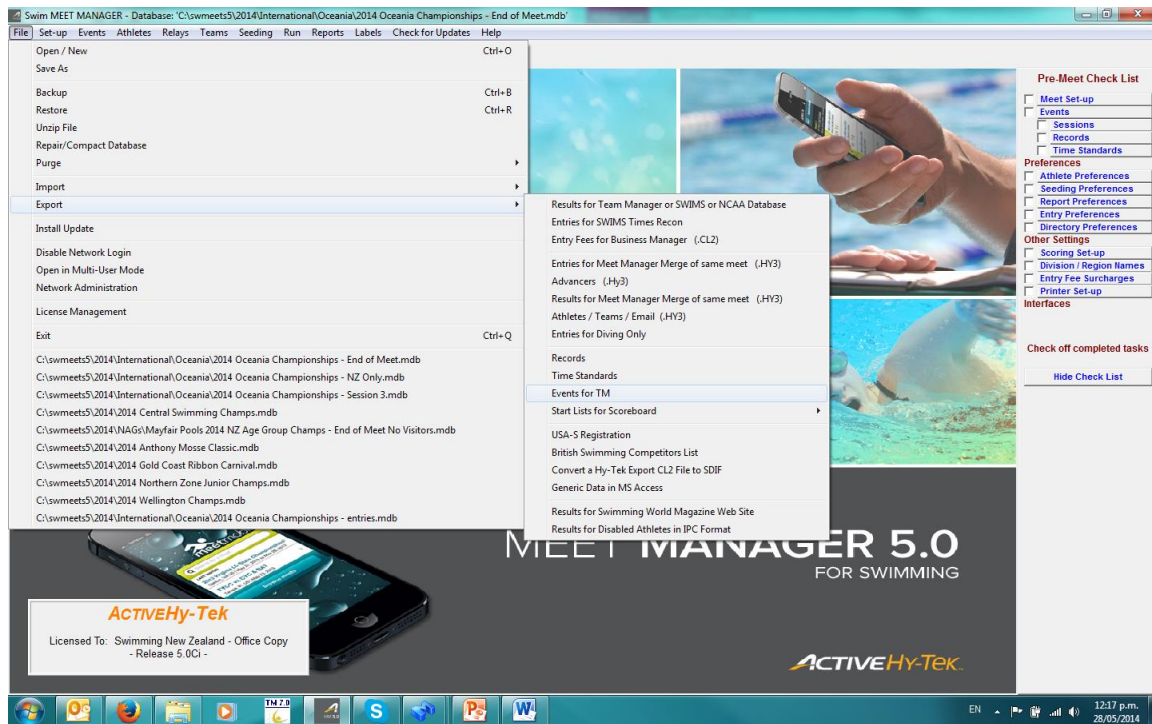 Swim MEET MANAGER - Database: 'C:\swmeets5\2014\International\Oceania\2014 Oceania Championships - End of Meet.mdb'
File Set-up Events Athletes Relays Teams Seeding Run Reports Labels Check for Updates Help
Open / New Ctrl+O
Save As
Backup Ctrl+B
Restore Ctrl+R
Unzip File
Repair/Compact Database
Purge
Import
Export
Install Update
Disable Network Login
Open in Multi-User Mode
Network Administration
License Management
Exit Ctrl+Q
C:\swmeets5\2014\International\Oceania\2014 Oceania Championships - End of Meet.mdb
C:\swmeets5\2014\International\Oceania\2014 Oceania Championships - NZ Only.mdb
C:\swmeets5\2014\International\Oceania\2014 Oceania Championships - Session 3.mdb
C:\swmeets5\2014\2014 Central Swimming Champs.mdb
C:\swmeets5\2014\NAGs\Mayfair Pools 2014 NZ Age Group Champs - End of Meet No Visitors.mdb
C:\swmeets5\2014\2014 Anthony Mosse Classic.mdb
C:\swmeets5\2014\2014 Gold Coast Ribbon Carnival.mdb
C:\swmeets5\2014\2014 Northern Zone Junior Champs.mdb
C:\swmeets5\2014\2014 Wellington Champs.mdb
C:\swmeets5\2014\International\Oceania\2014 Oceania Championships - entries.mdb
Results for Team Manager or SWIMS or NCAA Database
Entries for SWIMS Times Recon
Entry Fees for Business Manager (.CL2)
Entries for Meet Manager Merge of same meet (.HY3)
Advancers (.Hy3)
Results for Meet Manager Merge of same meet (.HY3)
Athletes / Teams / Email (.HY3)
Entries for Diving Only
Records
Time Standards
Events for TM
Start Lists for Scoreboard
USA-S Registration
British Swimming Competitors List
Convert a Hy-Tek Export CL2 File to SDIF
Generic Data in MS Access
Results for Swimming World Magazine Web Site
Results for Disabled Athletes in IPC Format
Pre-Meet Check List
Meet Set-up
Events
Sessions
Records
Time Standards
Preferences
Athlete Preferences
Seeding Preferences
Report Preferences
Entry Preferences
Directory Preferences
Other Settings
Scoring Set-up
Division / Region Names
Entry Fee Surcharges
Printer Set-up
Interfaces
Check off completed tasks
Hide Check List
MEET MANAGER 5.0
FOR SWIMMING
ACTIVEHy-Tek
Licensed To: Swimming New Zealand - Office Copy
- Release 5.0Ci -
ACTIVEHY-TEK
TM 7.0
EN
12:17 p.m.
28/05/2014